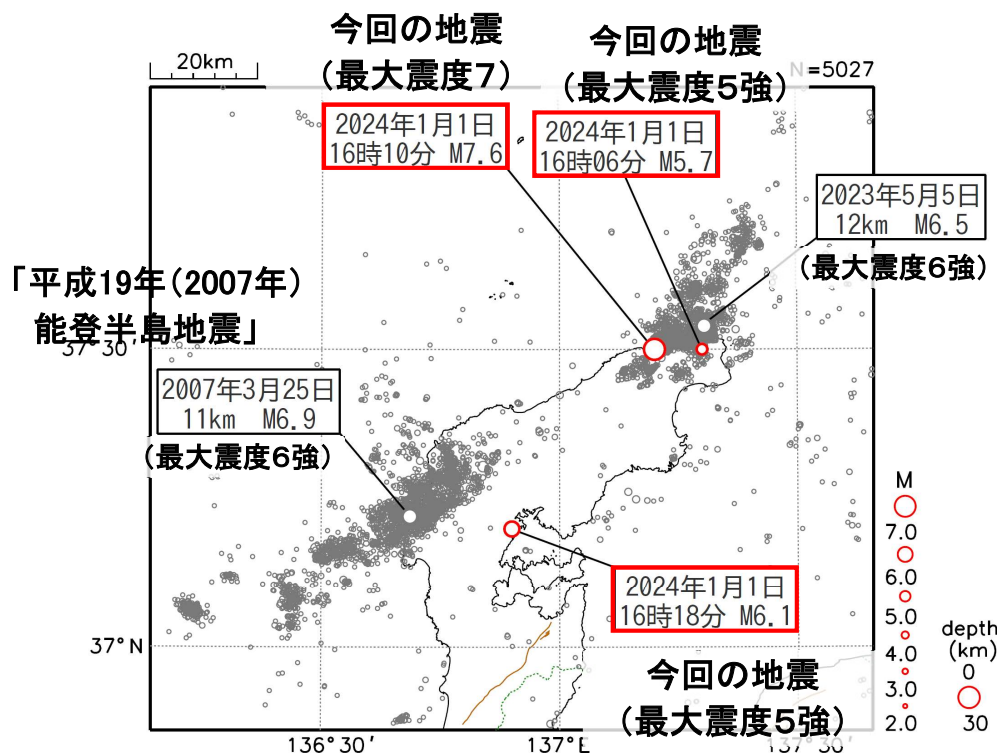 今回の地震
(最大震度7)
今回の地震
(最大震度5強)
20km
N=5027
2024年1月1日
16時10分 M7.6
2024年1月1日
16時06分 M5.7
2023年5月5日
12km M6.5
(最大震度6強)
「平成19年(2007年)
能登半島地震」
37°30'
2007年3月25日
11km M6.9
(最大震度6強)
2024年1月1日
16時18分 M6.1
今回の地震
(最大震度5強)
37°N
136°30'
137°E
137°30'
M
7.0
6.0
5.0
4.0
3.0
2.0
depth
(km)
0
30